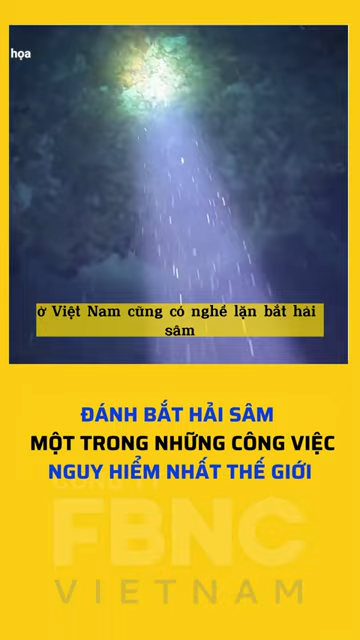 họa
ở Việt Nam cũng có nghề lặn bắt hải
sâm
ĐÁNH BẮT HẢI SÂM
MỘT TRONG NHỮNG CÔNG VIỆC
NGUY HIỂM NHẤT THẾ GIỚI
FBNC
VIETNAM